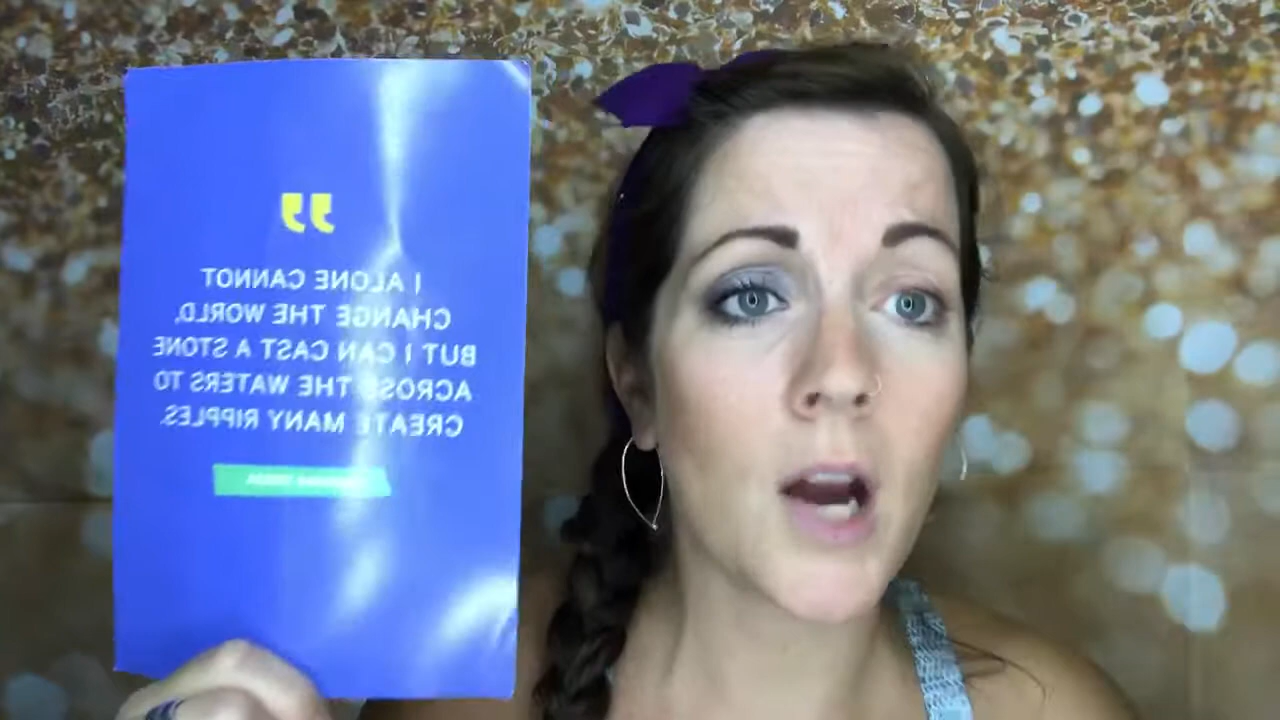 "
I ALONE CANNOT
CHANGE THE WORLD,
BUT I CAN CAST A STONE
ACROSS THE WATERS TO
CREATE MANY RIPPLES.